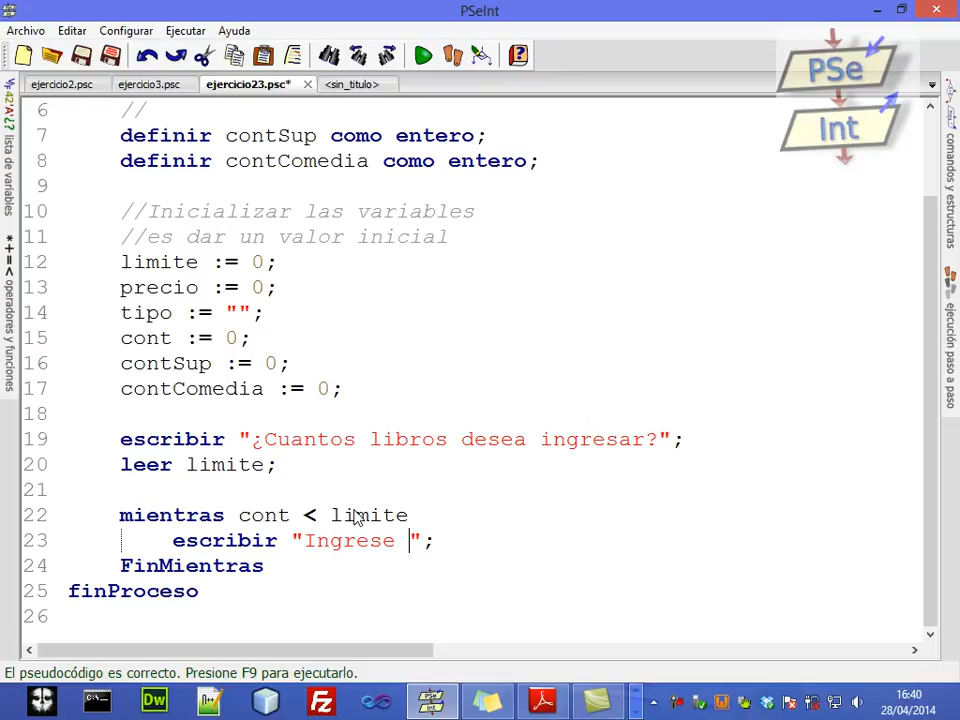 PSeInt
Archivo Editar Configurar Ejecutar Ayuda
ejercicio2.psc ejercicio3.psc ejercicio23.psc* <sin_titulo>
PSe
Int
lista de variables
operadores y funciones
comandos y estructuras
ejecución paso a paso
6 //
7 definir contSup como entero;
8 definir contComedia como entero;
9
10 //Inicializar las variables
11 //es dar un valor inicial
12 limite := 0;
13 precio := 0;
14 tipo := "";
15 cont := 0;
16 contSup := 0;
17 contComedia := 0;
18
19 escribir "¿Cuantos libros desea ingresar?";
20 leer limite;
21
22 mientras cont < limite
23 escribir "Ingrese ";
24 FinMientras
25 finProceso
26
El pseudocódigo es correcto. Presione F9 para ejecutarlo.
Dw
Fz
PSe
Int
16:40
28/04/2014